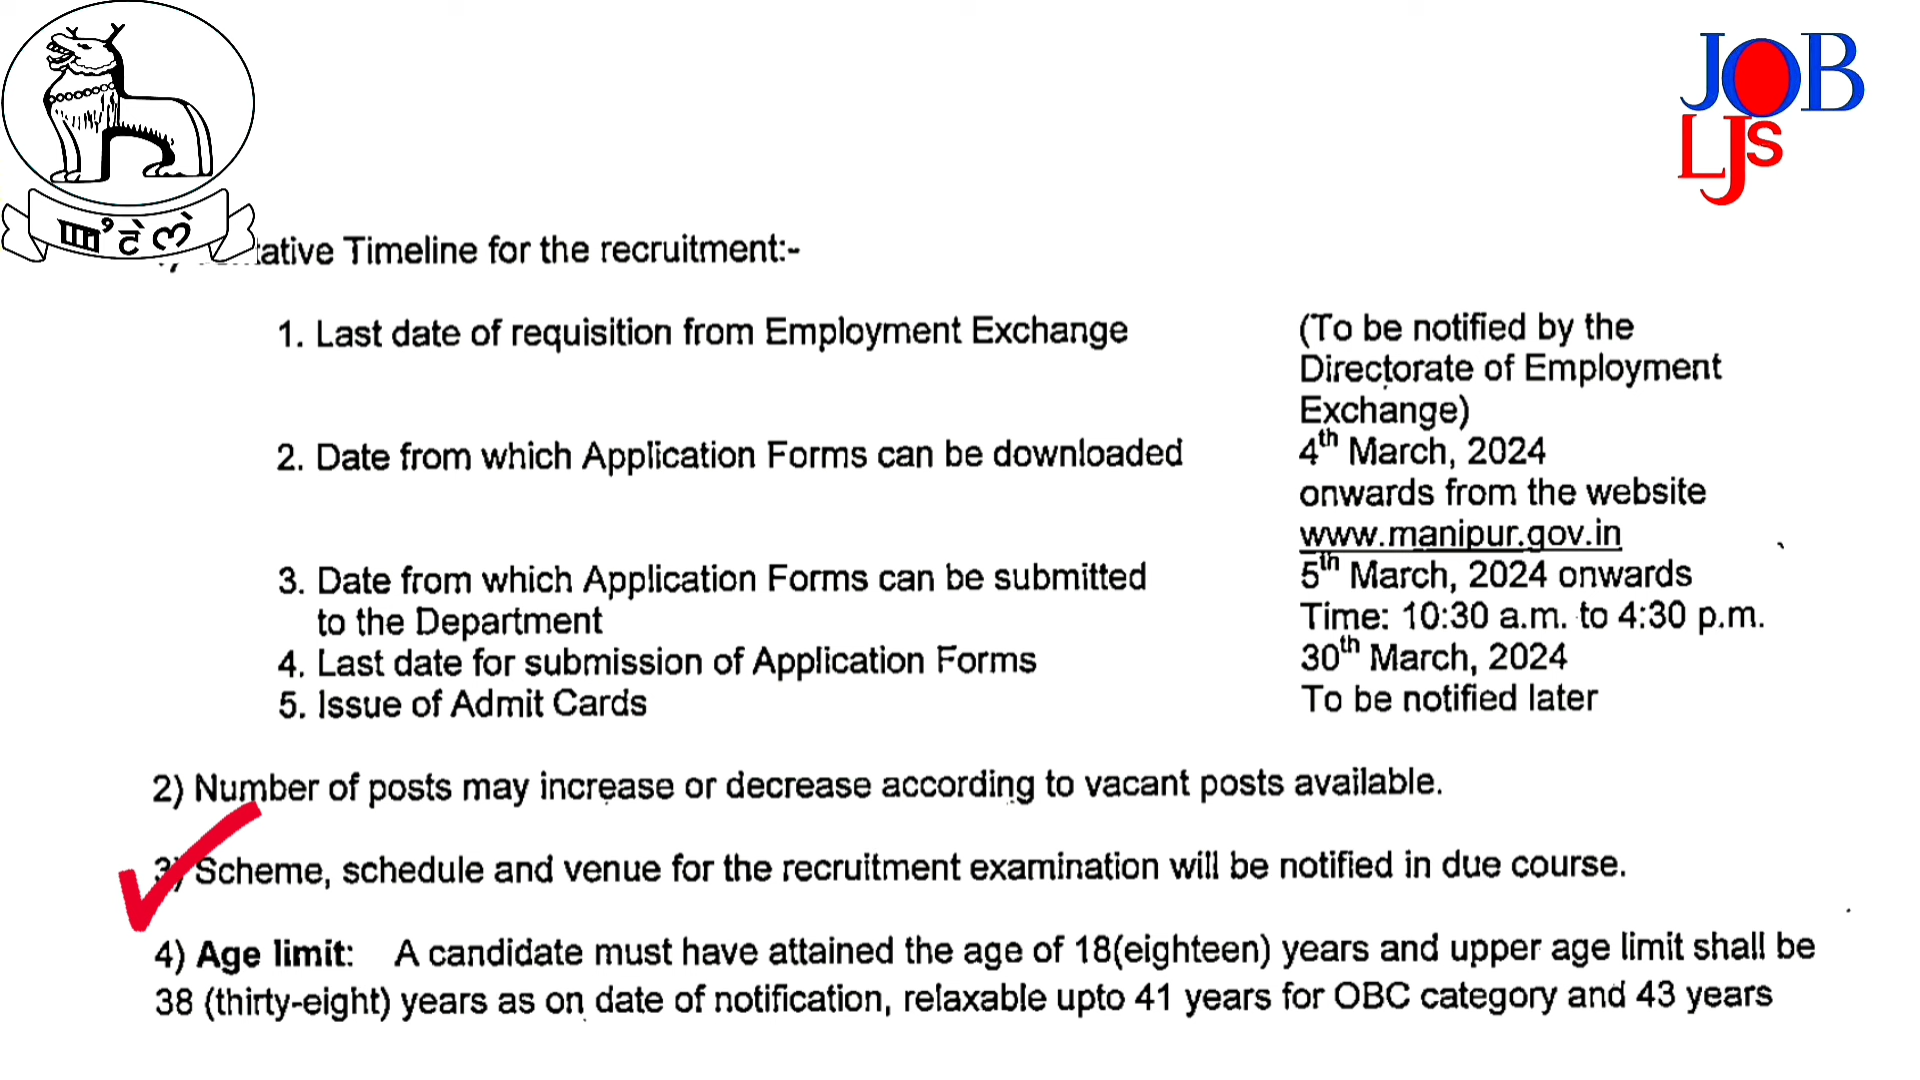 JOB
LJS
ꯀꯪꯂꯩ
tative Timeline for the recruitment:-
1. Last date of requisition from Employment Exchange (To be notified by the
Directorate of Employment
Exchange)
2. Date from which Application Forms can be downloaded 4th March, 2024
onwards from the website
www.manipur.gov.in
3. Date from which Application Forms can be submitted 5th March, 2024 onwards
to the Department Time: 10:30 a.m. to 4:30 p.m.
4. Last date for submission of Application Forms 30th March, 2024
5. Issue of Admit Cards To be notified later
2) Number of posts may increase or decrease according to vacant posts available.
3) Scheme, schedule and venue for the recruitment examination will be notified in due course.
4) Age limit: A candidate must have attained the age of 18(eighteen) years and upper age limit shall be
38 (thirty-eight) years as on date of notification, relaxable upto 41 years for OBC category and 43 years